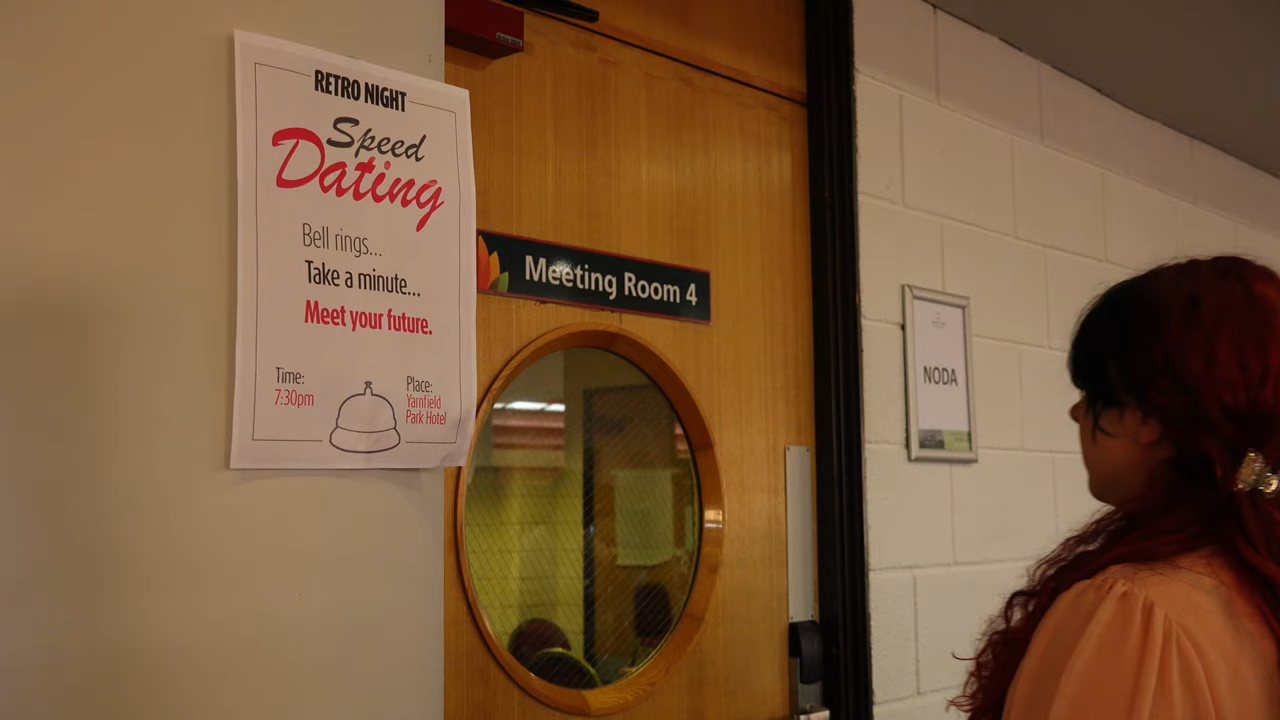 RETRO NIGHT
Speed
Dating
Bell rings...
Take a minute...
Meet your future.
Time:
7:30pm
Place:
Yarnfield
Park Hotel
Meeting Room 4
NODA